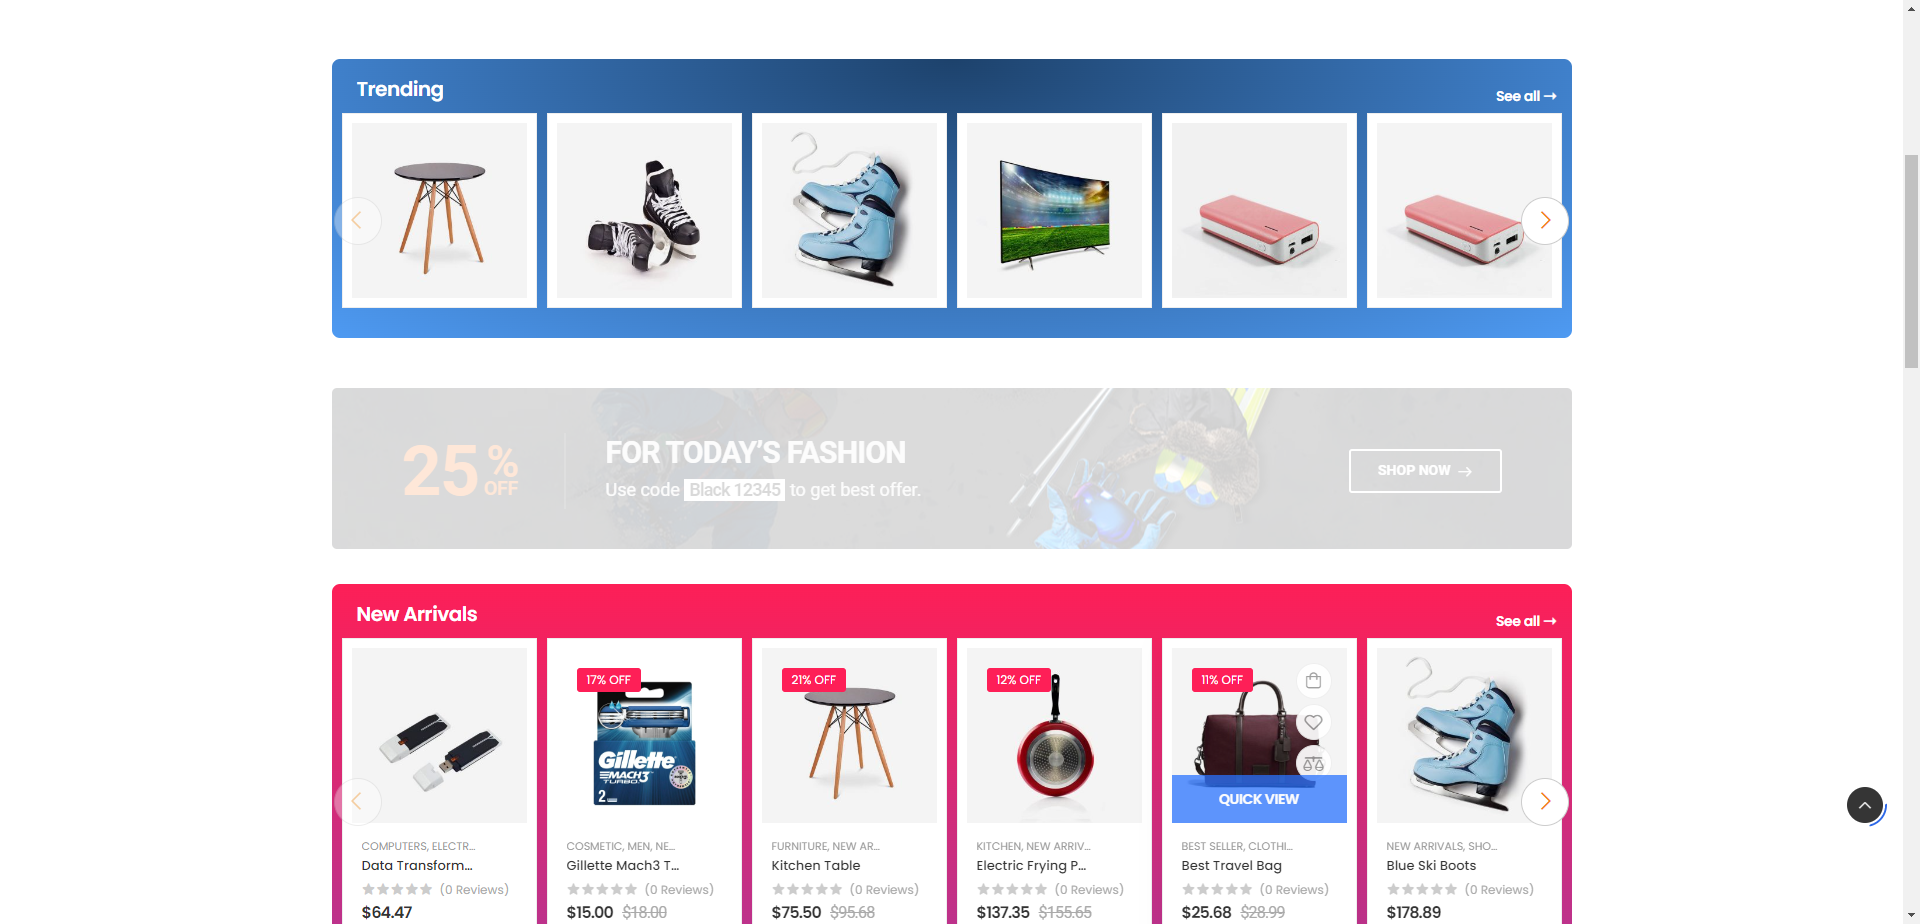 Trending
See all →
25 %
OFF
FOR TODAY'S FASHION
Use code Black 12345 to get best offer.
SHOP NOW →
New Arrivals
See all →
17% OFF
21% OFF
12% OFF
11% OFF
Gillette
MACH3
TURBO
2
QUICK VIEW
COMPUTERS, ELECTR...
COSMETIC, MEN, NE...
FURNITURE, NEW AR...
KITCHEN, NEW ARRIV...
BEST SELLER, CLOTHI...
NEW ARRIVALS, SHO...
Data Transform...
Gillette Mach3 T...
Kitchen Table
Electric Frying P...
Best Travel Bag
Blue Ski Boots
(0 Reviews)
(0 Reviews)
(0 Reviews)
(0 Reviews)
(0 Reviews)
(0 Reviews)
$64.47
$15.00 $18.00
$75.50 $95.68
$137.35 $155.65
$25.68 $28.99
$178.89